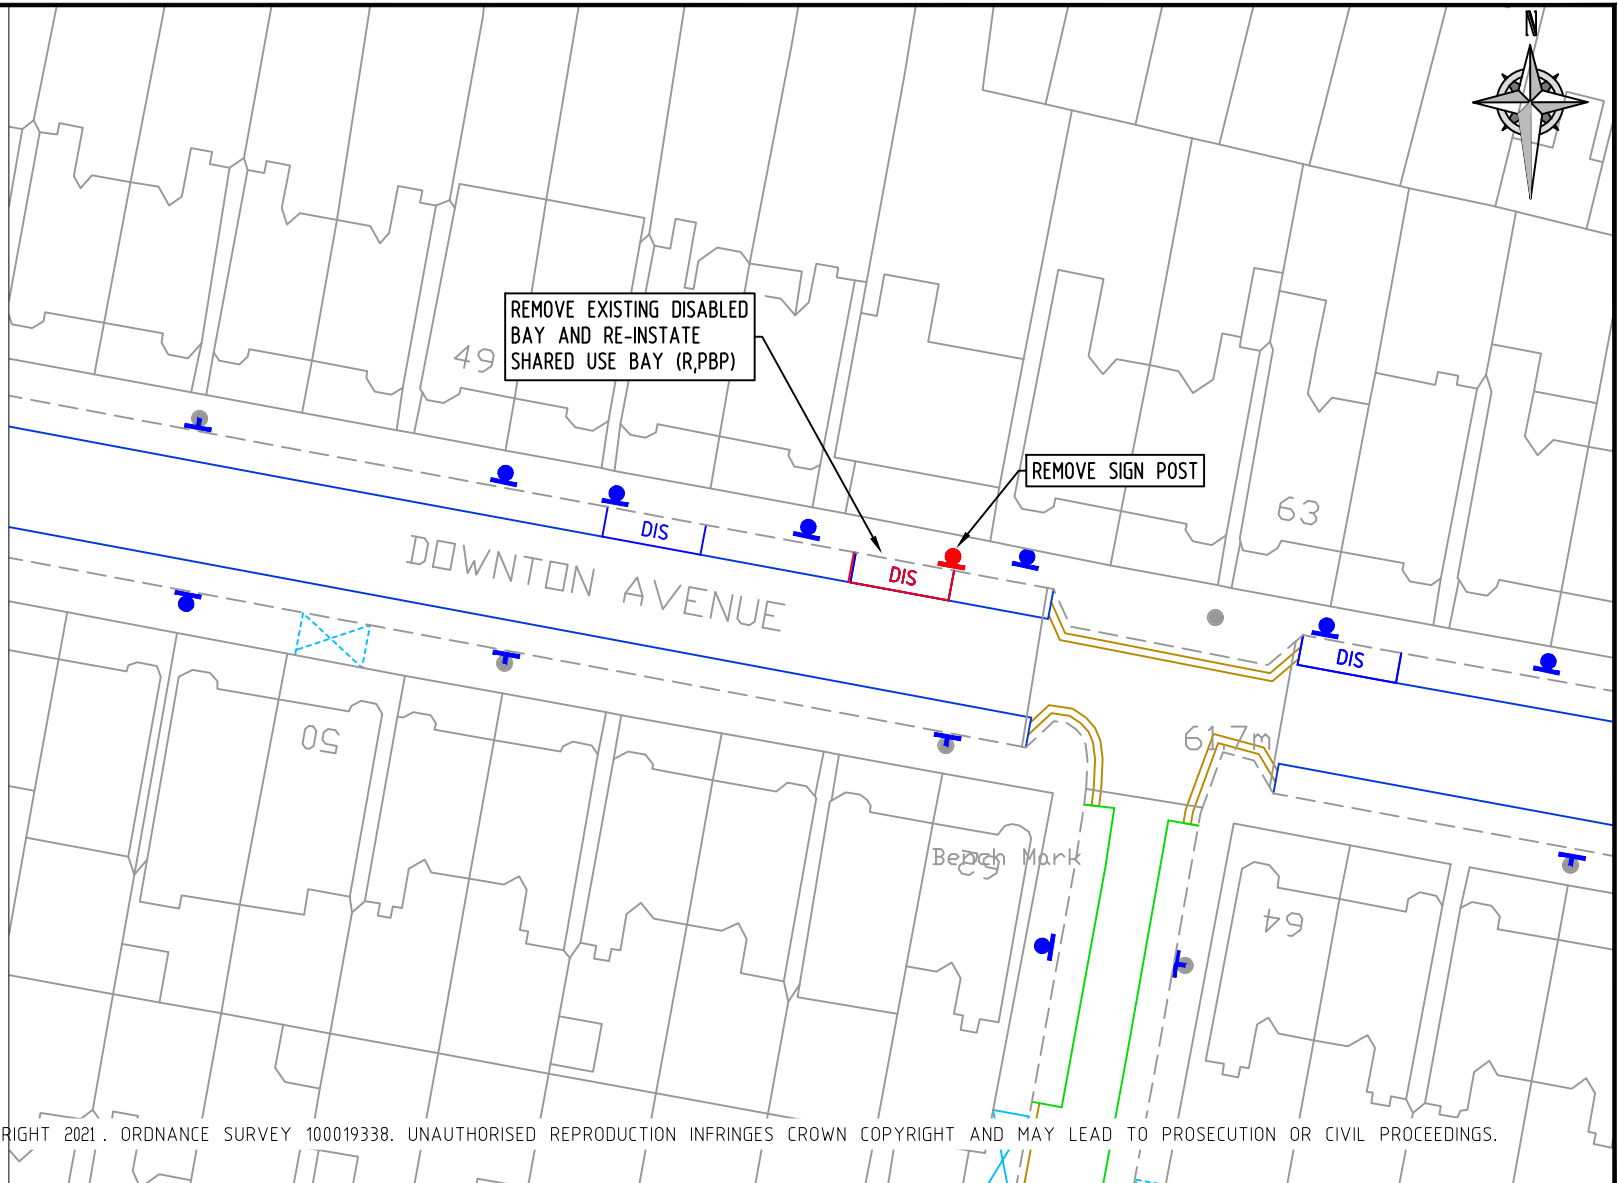 N
REMOVE EXISTING DISABLED
BAY AND RE-INSTATE
SHARED USE BAY (R,PBP)
49
REMOVE SIGN POST
63
DIS
DOWNTON AVENUE
DIS
DIS
50
61.7m
Bench Mark
62
64
RIGHT 2021. ORDNANCE SURVEY 100019338. UNAUTHORISED REPRODUCTION INFRINGES CROWN COPYRIGHT AND MAY LEAD TO PROSECUTION OR CIVIL PROCEEDINGS.